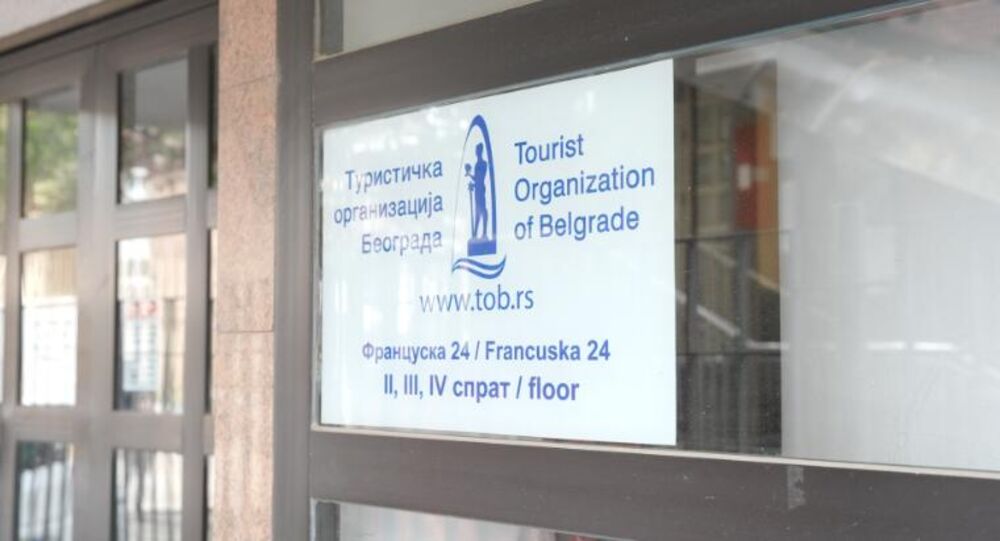 Туристичка
организација
Београда
Tourist
Organization
of Belgrade
www.tob.rs
Француска 24 / Francuska 24
II, III, IV спрат / floor